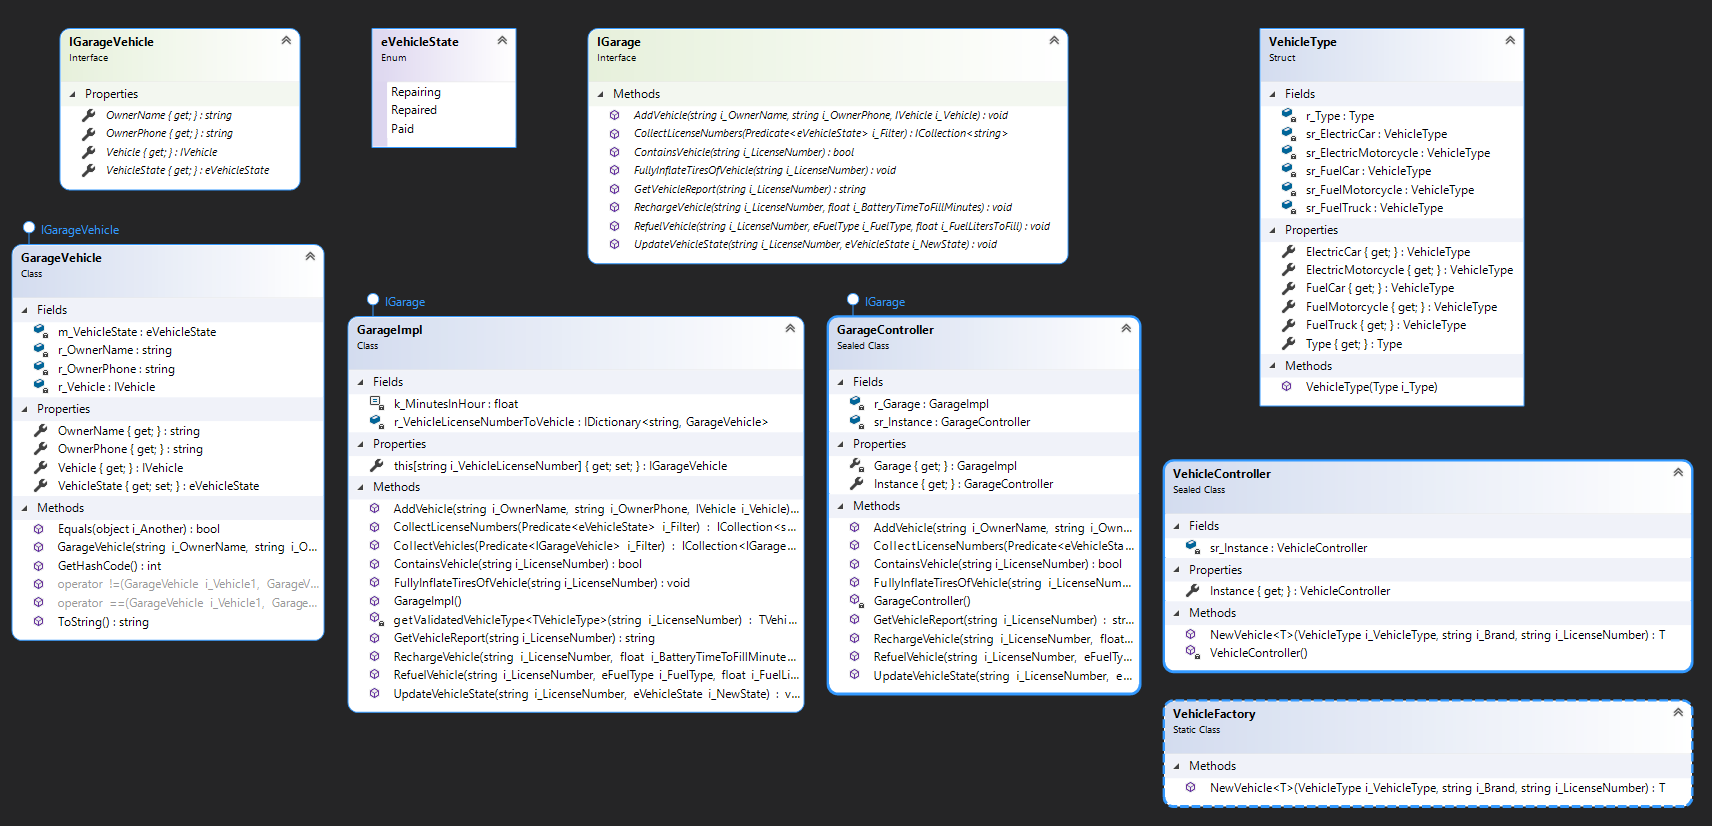 IGarageVehicle
Interface
Properties
OwnerName { get; } : string
OwnerPhone { get; } : string
Vehicle { get; } : IVehicle
VehicleState { get; } : eVehicleState
eVehicleState
Enum
Repairing
Repaired
Paid
IGarage
Interface
Methods
AddVehicle(string i_OwnerName, string i_OwnerPhone, IVehicle i_Vehicle) : void
CollectLicenseNumbers(Predicate<eVehicleState> i_Filter) : ICollection<string>
ContainsVehicle(string i_LicenseNumber) : bool
FullyInflateTiresOfVehicle(string i_LicenseNumber) : void
GetVehicleReport(string i_LicenseNumber) : string
RechargeVehicle(string i_LicenseNumber, float i_BatteryTimeToFillMinutes) : void
RefuelVehicle(string i_LicenseNumber, eFuelType i_FuelType, float i_FuelLitersToFill) : void
UpdateVehicleState(string i_LicenseNumber, eVehicleState i_NewState) : void
VehicleType
Struct
Fields
r_Type : Type
sr_ElectricCar : VehicleType
sr_ElectricMotorcycle : VehicleType
sr_FuelCar : VehicleType
sr_FuelMotorcycle : VehicleType
sr_FuelTruck : VehicleType
Properties
ElectricCar { get; } : VehicleType
ElectricMotorcycle { get; } : VehicleType
FuelCar { get; } : VehicleType
FuelMotorcycle { get; } : VehicleType
FuelTruck { get; } : VehicleType
Type { get; } : Type
Methods
VehicleType(Type i_Type)
IGarageVehicle
GarageVehicle
Class
Fields
m_VehicleState : eVehicleState
r_OwnerName : string
r_OwnerPhone : string
r_Vehicle : IVehicle
Properties
OwnerName { get; } : string
OwnerPhone { get; } : string
Vehicle { get; } : IVehicle
VehicleState { get; set; } : eVehicleState
Methods
Equals(object i_Another) : bool
GarageVehicle(string i_OwnerName, string i_O...
GetHashCode() : int
operator !=(GarageVehicle i_Vehicle1, GarageV...
operator ==(GarageVehicle i_Vehicle1, Garage...
ToString() : string
IGarage
GarageImpl
Class
Fields
k_MinutesInHour : float
r_VehicleLicenseNumberToVehicle : IDictionary<string, GarageVehicle>
Properties
this[string i_VehicleLicenseNumber] { get; set; } : IGarageVehicle
Methods
AddVehicle(string i_OwnerName, string i_OwnerPhone, IVehicle i_Vehicle)...
CollectLicenseNumbers(Predicate<eVehicleState> i_Filter) : ICollection<s...
CollectVehicles(Predicate<IGarageVehicle> i_Filter) : ICollection<IGarage...
ContainsVehicle(string i_LicenseNumber) : bool
FullyInflateTiresOfVehicle(string i_LicenseNumber) : void
GarageImpl()
getValidatedVehicleType<TVehicleType>(string i_LicenseNumber) : TVehi...
GetVehicleReport(string i_LicenseNumber) : string
RechargeVehicle(string i_LicenseNumber, float i_BatteryTimeToFillMinute...
RefuelVehicle(string i_LicenseNumber, eFuelType i_FuelType, float i_FuelLi...
UpdateVehicleState(string i_LicenseNumber, eVehicleState i_NewState) : v...
IGarage
GarageController
Sealed Class
Fields
r_Garage : GarageImpl
sr_Instance : GarageController
Properties
Garage { get; } : GarageImpl
Instance { get; } : GarageController
Methods
AddVehicle(string i_OwnerName, string i_Own...
CollectLicenseNumbers(Predicate<eVehicleSta...
ContainsVehicle(string i_LicenseNumber) : bool
FullyInflateTiresOfVehicle(string i_LicenseNum...
GarageController()
GetVehicleReport(string i_LicenseNumber) : str...
RechargeVehicle(string i_LicenseNumber, float...
RefuelVehicle(string i_LicenseNumber, eFuelTy...
UpdateVehicleState(string i_LicenseNumber, e...
VehicleController
Sealed Class
Fields
sr_Instance : VehicleController
Properties
Instance { get; } : VehicleController
Methods
NewVehicle<T>(VehicleType i_VehicleType, string i_Brand, string i_LicenseNumber) : T
VehicleController()
VehicleFactory
Static Class
Methods
NewVehicle<T>(VehicleType i_VehicleType, string i_Brand, string i_LicenseNumber) : T